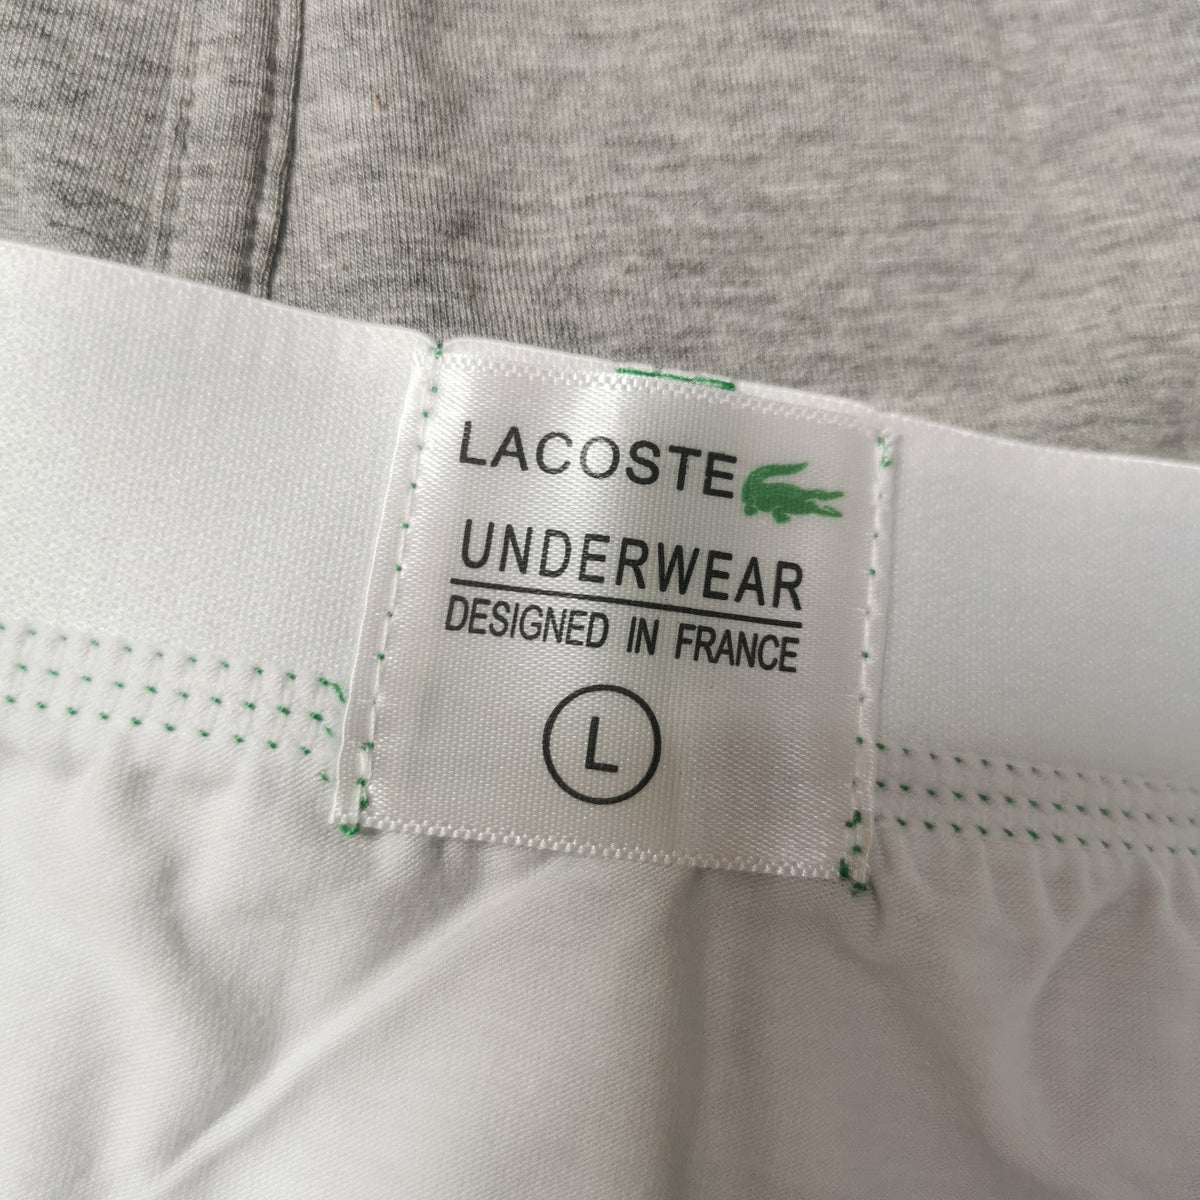 LACOSTE
UNDERWEAR
DESIGNED IN FRANCE
L